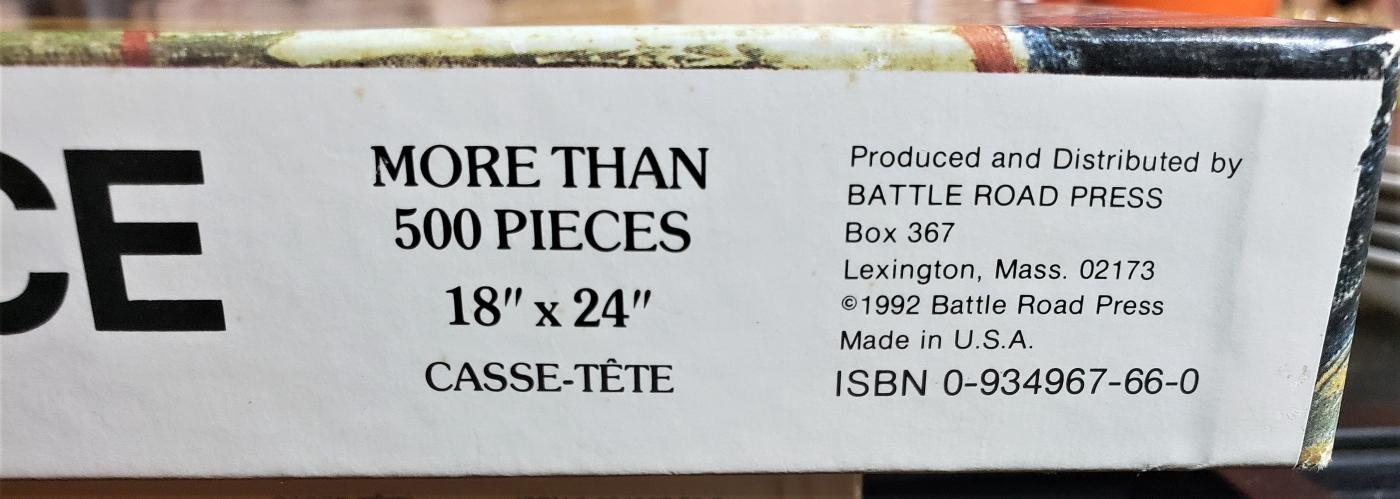 CE
MORE THAN
500 PIECES
18" x 24"
CASSE-TÊTE
Produced and Distributed by
BATTLE ROAD PRESS
Box 367
Lexington, Mass. 02173
©1992 Battle Road Press
Made in U.S.A.
ISBN 0-934967-66-0